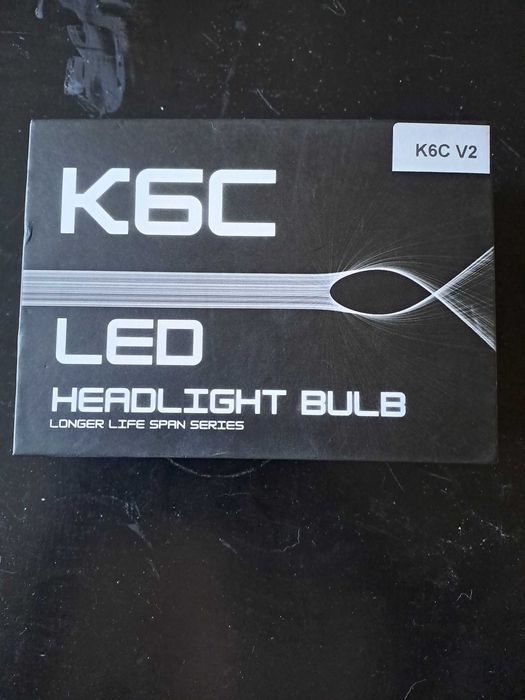 K6C V2
K6C
LED
HEADLIGHT BULB
LONGER LIFE SPAN SERIES